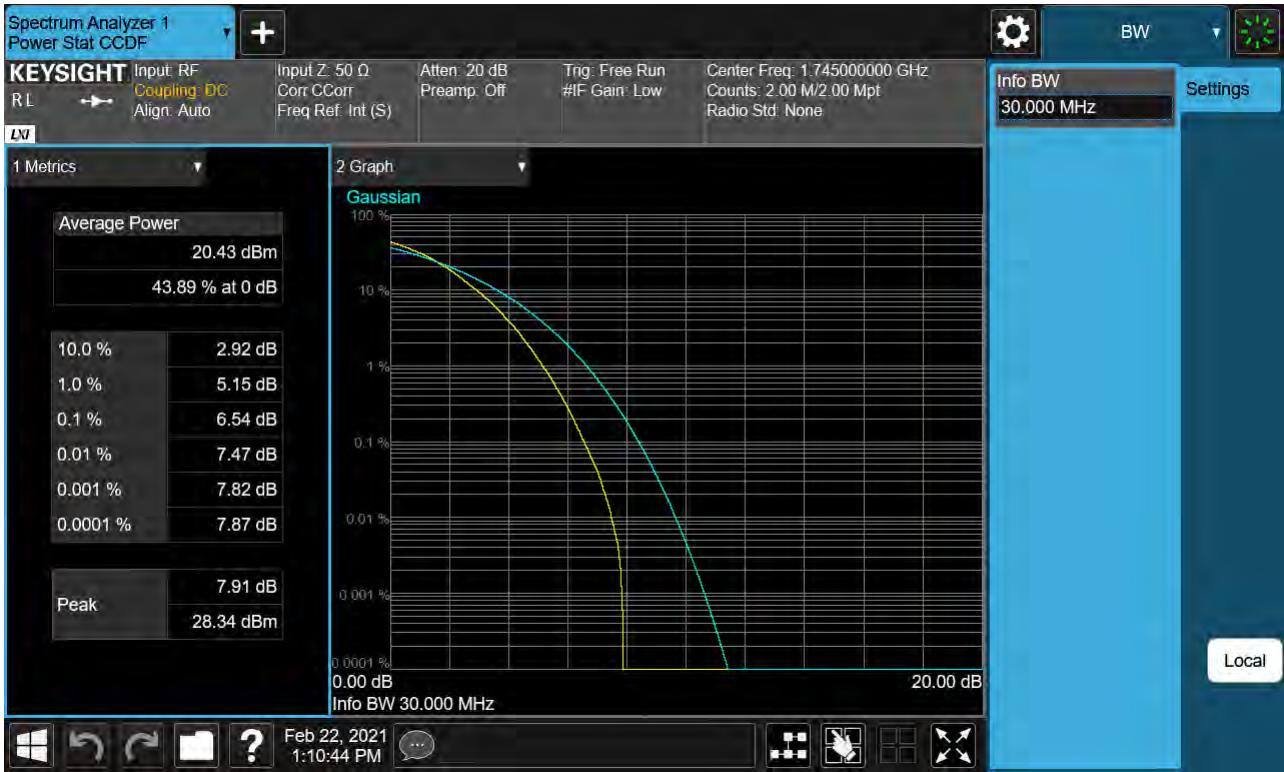 Spectrum Analyzer 1
Power Stat CCDF
+
BW
KEYSIGHT
R L
LXI
Input: RF
Coupling: DC
Align: Auto
Input Z: 50 Ω
Corr CCorr
Freq Ref: Int (S)
Atten: 20 dB
Preamp: Off
Trig: Free Run
#IF Gain: Low
Center Freq: 1.745000000 GHz
Counts: 2.00 M/2.00 Mpt
Radio Std: None
Info BW
30.000 MHz
Settings
1 Metrics
Average Power
20.43 dBm
43.89 % at 0 dB
10.0 % 2.92 dB
1.0 % 5.15 dB
0.1 % 6.54 dB
0.01 % 7.47 dB
0.001 % 7.82 dB
0.0001 % 7.87 dB
Peak
7.91 dB
28.34 dBm
2 Graph
Gaussian
100 %
10 %
1 %
0.1 %
0.01 %
0.001 %
0.0001 %
0.00 dB 20.00 dB
Info BW 30.000 MHz
Local
?
Feb 22, 2021
1:10:44 PM